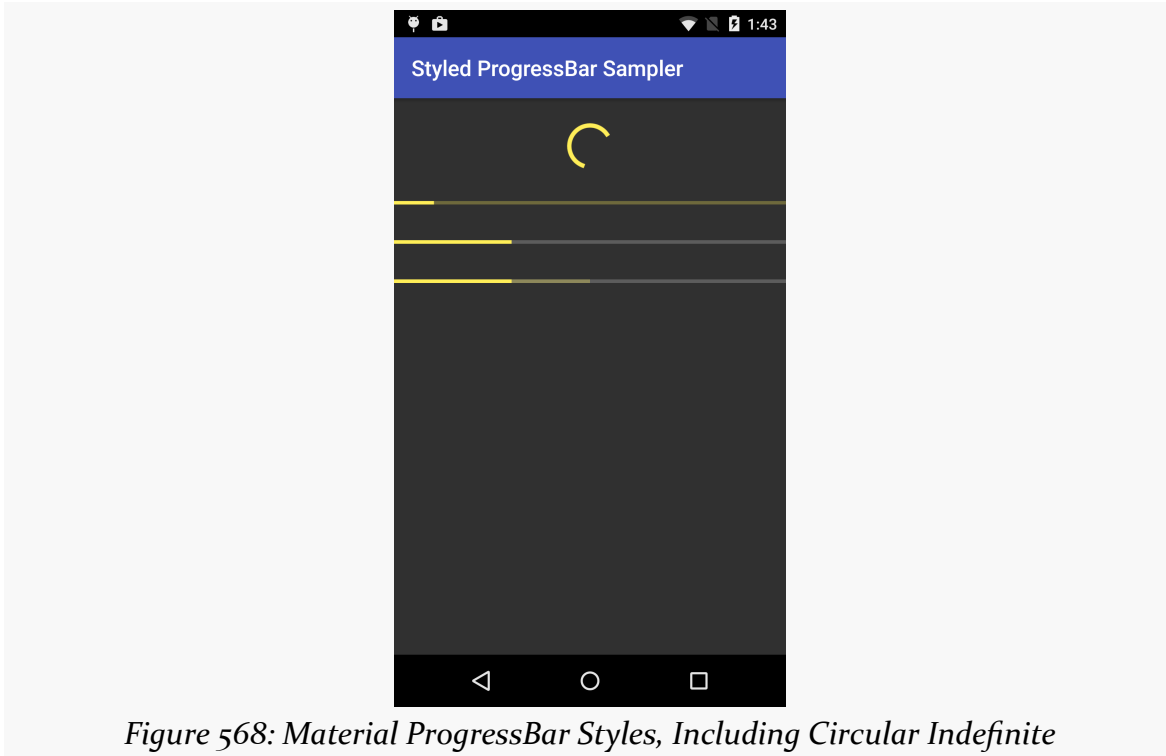 1:43
Styled ProgressBar Sampler
Figure 568: Material ProgressBar Styles, Including Circular Indefinite